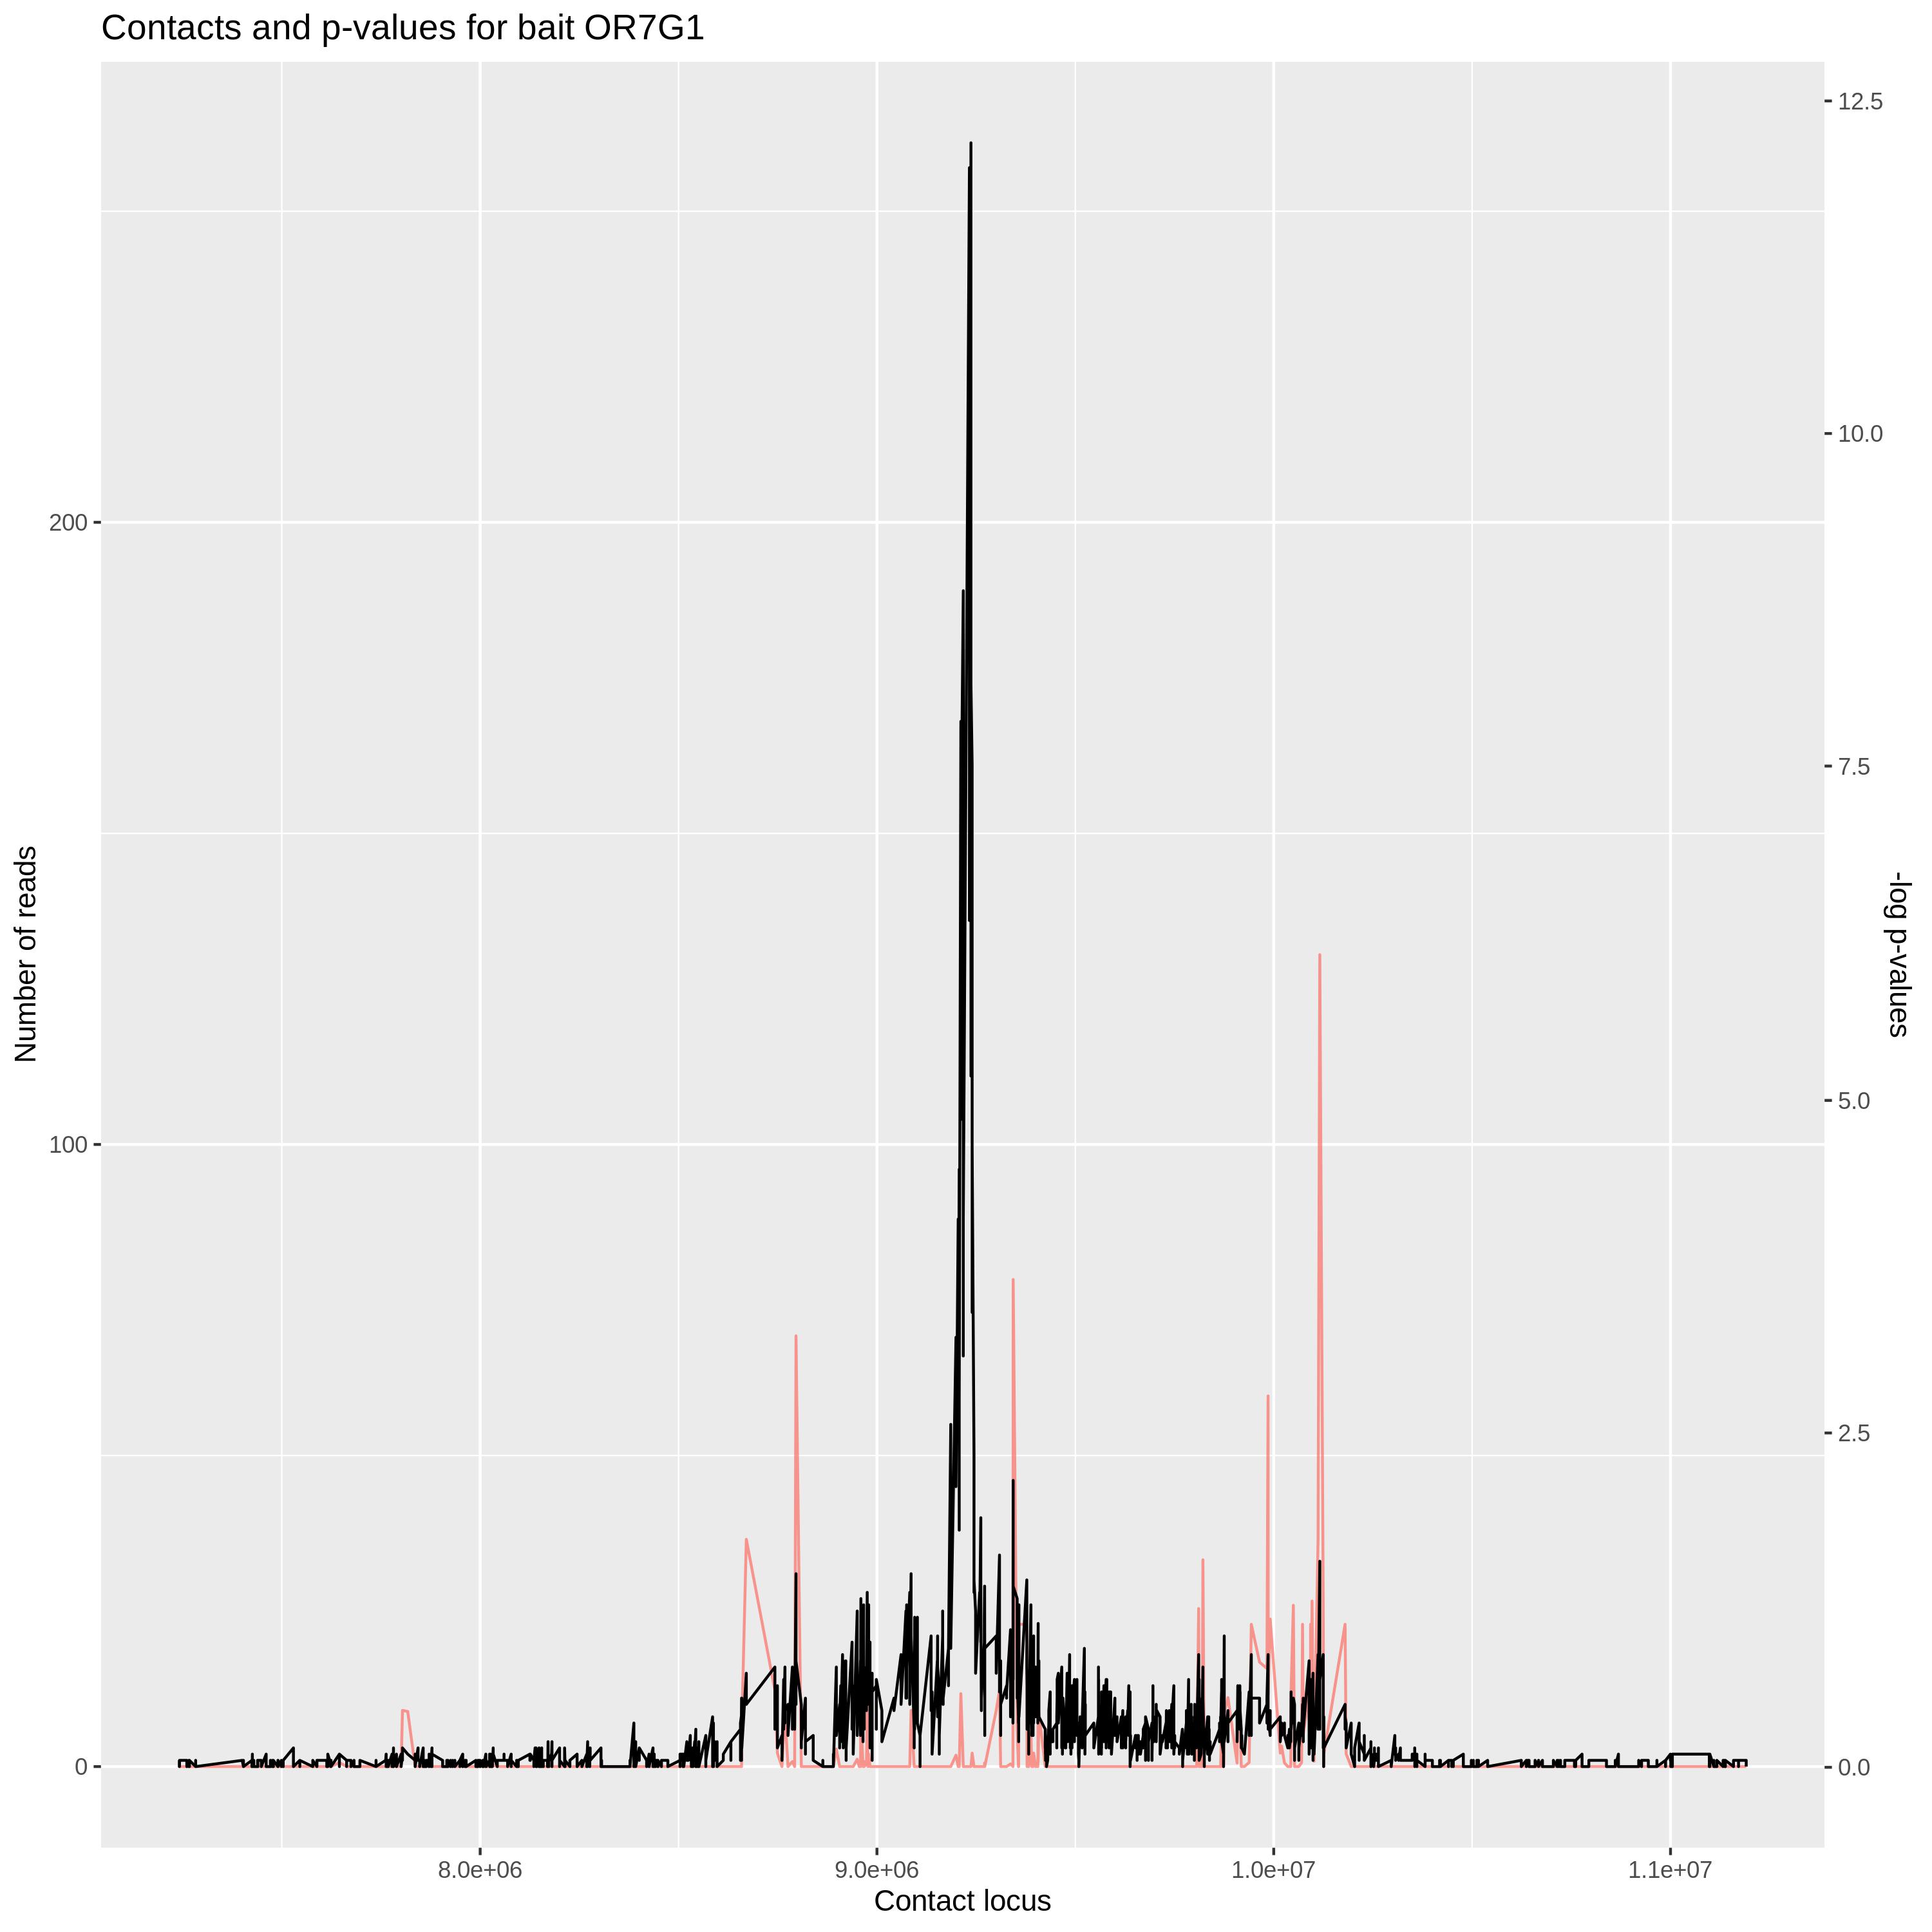 Contacts and p-values for bait OR7G1
12.5
10.0
200
7.5
Number of reads
-log p-values
5.0
100
2.5
0
0.0
8.0e+06
9.0e+06
1.0e+07
1.1e+07
Contact locus